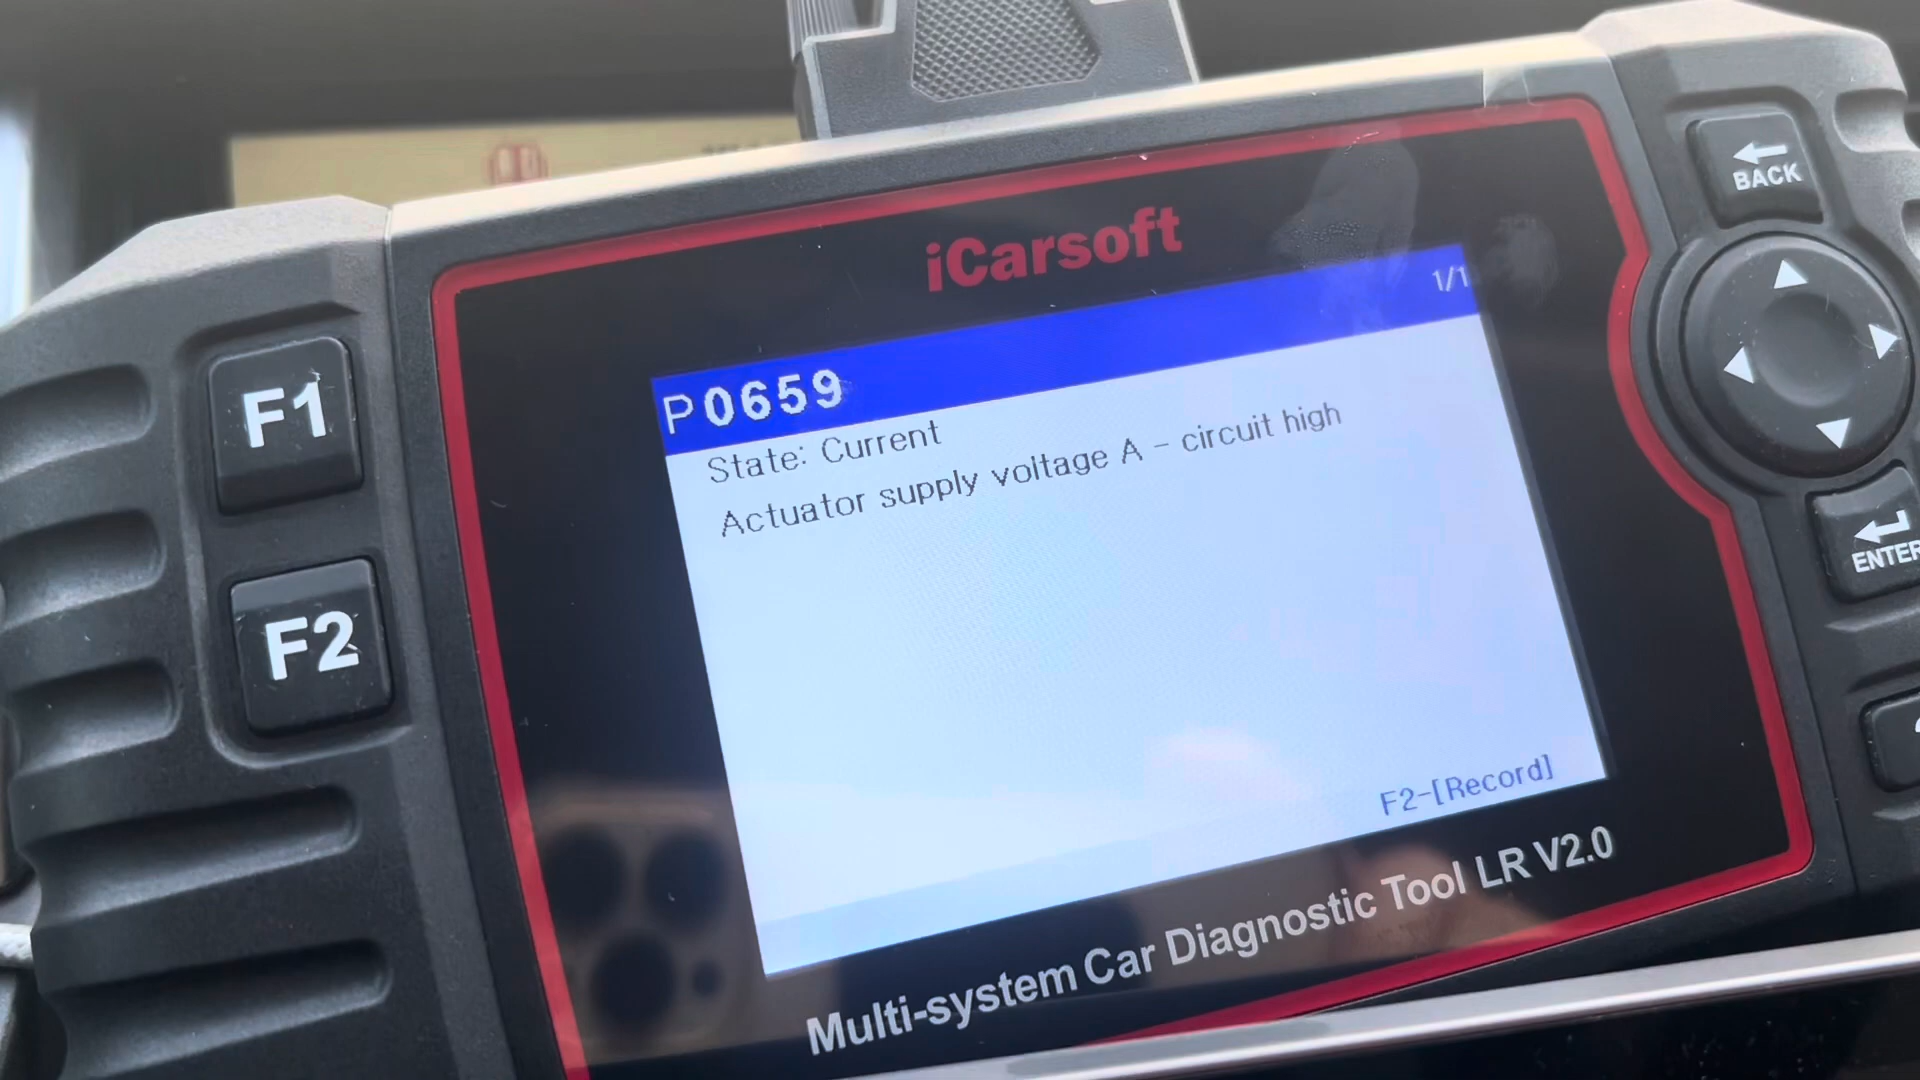 BACK
iCarsoft
1/1
F1
P0659
State: Current
Actuator supply voltage A - circuit high
ENTER
F2
F2-[Record]
Multi-system Car Diagnostic Tool LR V2.0